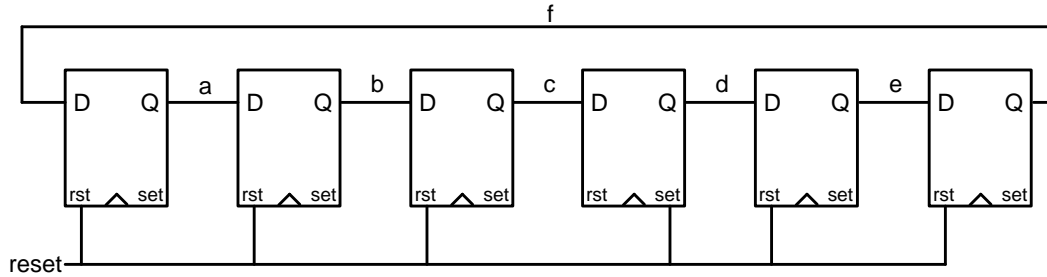 f
a b c d e
D Q D Q D Q D Q D Q D Q
rst set rst set rst set rst set rst set rst set
reset